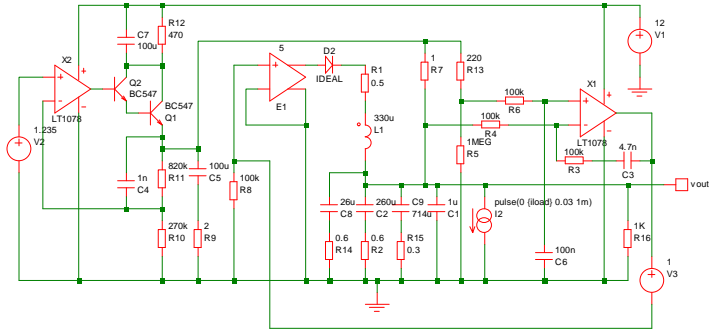 C7
100u
R12
470
X2
LT1078
Q2
BC547
BC547
Q1
1.235
V2
1n
C4
820k
R11
100u
C5
270k
R10
2
R9
100k
R8
5
E1
D2
IDEAL
R1
0.5
330u
L1
26u
C8
260u
C2
C9
714u
1u
C1
0.6
R14
0.6
R2
R15
0.3
1
R7
220
R13
100k
R6
100k
R4
1MEG
R5
100k
R3
4.7n
C3
X1
LT1078
12
V1
pulse(0 {iload} 0.03 1m)
I2
100n
C6
1K
R16
vout
1
V3